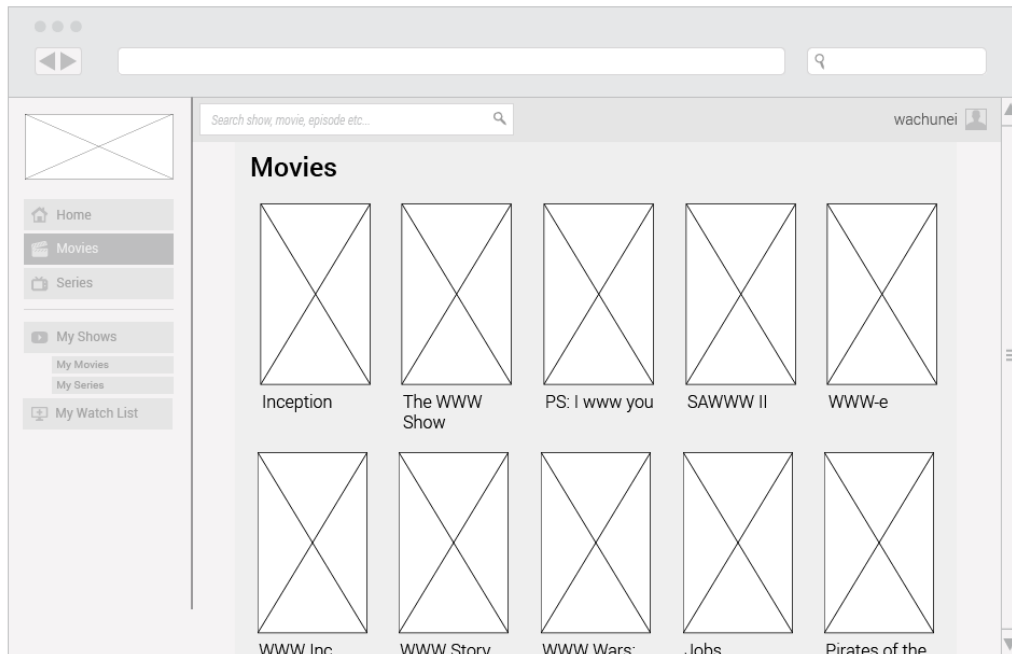 Search show, movie, episode etc...
wachunei
Home
Movies
Series
My Shows
My Movies
My Series
My Watch List
Movies
Inception
The WWW
Show
PS: I www you
SAWWW II
WWW-e
WWW Inc
WWW Story
WWW Wars:
Jobs
Pirates of the